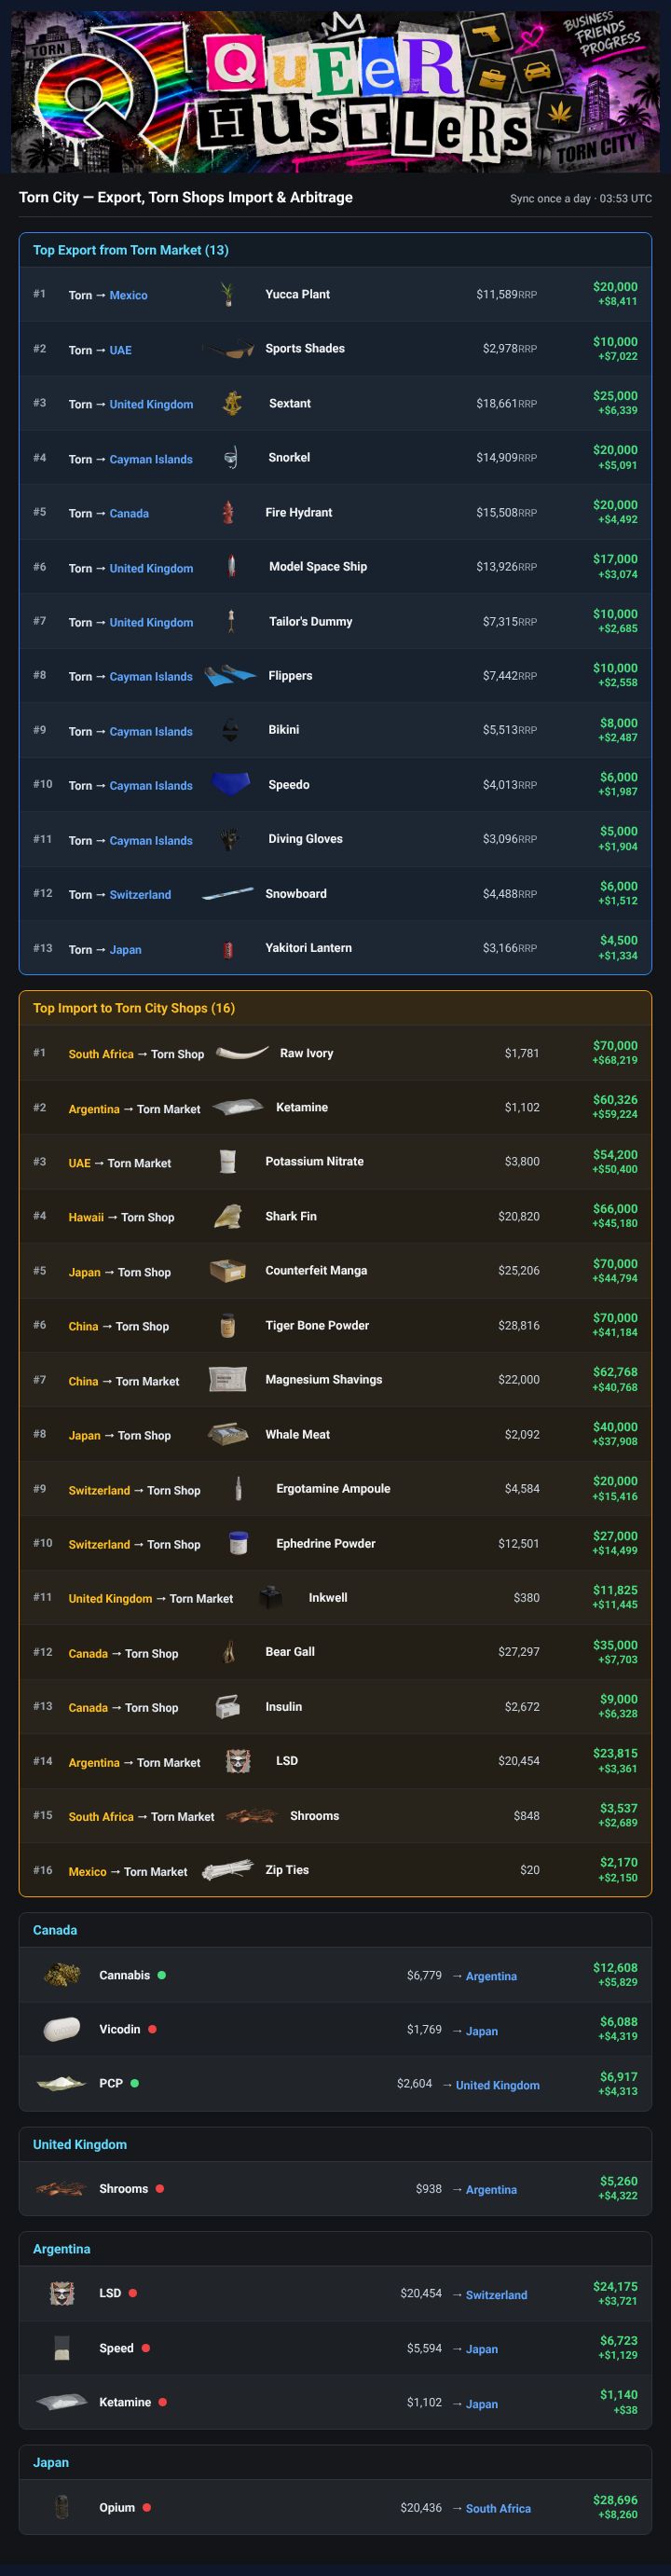 TORN
QUEER
HUSTLERS
BUSINESS
FRIENDS
PROGRESS
TORN CITY
Torn City — Export, Torn Shops Import & Arbitrage
Sync once a day · 03:53 UTC
Top Export from Torn Market (13)
#1 Torn → Mexico Yucca Plant $11,589RRP $20,000
+$8,411
#2 Torn → UAE Sports Shades $2,978RRP $10,000
+$7,022
#3 Torn → United Kingdom Sextant $18,661RRP $25,000
+$6,339
#4 Torn → Cayman Islands Snorkel $14,909RRP $20,000
+$5,091
#5 Torn → Canada Fire Hydrant $15,508RRP $20,000
+$4,492
#6 Torn → United Kingdom Model Space Ship $13,926RRP $17,000
+$3,074
#7 Torn → United Kingdom Tailor's Dummy $7,315RRP $10,000
+$2,685
#8 Torn → Cayman Islands Flippers $7,442RRP $10,000
+$2,558
#9 Torn → Cayman Islands Bikini $5,513RRP $8,000
+$2,487
#10 Torn → Cayman Islands Speedo $4,013RRP $6,000
+$1,987
#11 Torn → Cayman Islands Diving Gloves $3,096RRP $5,000
+$1,904
#12 Torn → Switzerland Snowboard $4,488RRP $6,000
+$1,512
#13 Torn → Japan Yakitori Lantern $3,166RRP $4,500
+$1,334
Top Import to Torn City Shops (16)
#1 South Africa → Torn Shop Raw Ivory $1,781 $70,000
+$68,219
#2 Argentina → Torn Market Ketamine $1,102 $60,326
+$59,224
#3 UAE → Torn Market Potassium Nitrate $3,800 $54,200
+$50,400
#4 Hawaii → Torn Shop Shark Fin $20,820 $66,000
+$45,180
#5 Japan → Torn Shop Counterfeit Manga $25,206 $70,000
+$44,794
#6 China → Torn Shop Tiger Bone Powder $28,816 $70,000
+$41,184
#7 China → Torn Market Magnesium Shavings $22,000 $62,768
+$40,768
#8 Japan → Torn Shop Whale Meat $2,092 $40,000
+$37,908
#9 Switzerland → Torn Shop Ergotamine Ampoule $4,584 $20,000
+$15,416
#10 Switzerland → Torn Shop Ephedrine Powder $12,501 $27,000
+$14,499
#11 United Kingdom → Torn Market Inkwell $380 $11,825
+$11,445
#12 Canada → Torn Shop Bear Gall $27,297 $35,000
+$7,703
#13 Canada → Torn Shop Insulin $2,672 $9,000
+$6,328
#14 Argentina → Torn Market LSD $20,454 $23,815
+$3,361
#15 South Africa → Torn Market Shrooms $848 $3,537
+$2,689
#16 Mexico → Torn Market Zip Ties $20 $2,170
+$2,150
Canada
Cannabis $6,779 → Argentina $12,608
+$5,829
Vicodin $1,769 → Japan $6,088
+$4,319
PCP $2,604 → United Kingdom $6,917
+$4,313
United Kingdom
Shrooms $938 → Argentina $5,260
+$4,322
Argentina
LSD $20,454 → Switzerland $24,175
+$3,721
Speed $5,594 → Japan $6,723
+$1,129
Ketamine $1,102 → Japan $1,140
+$38
Japan
Opium $20,436 → South Africa $28,696
+$8,260